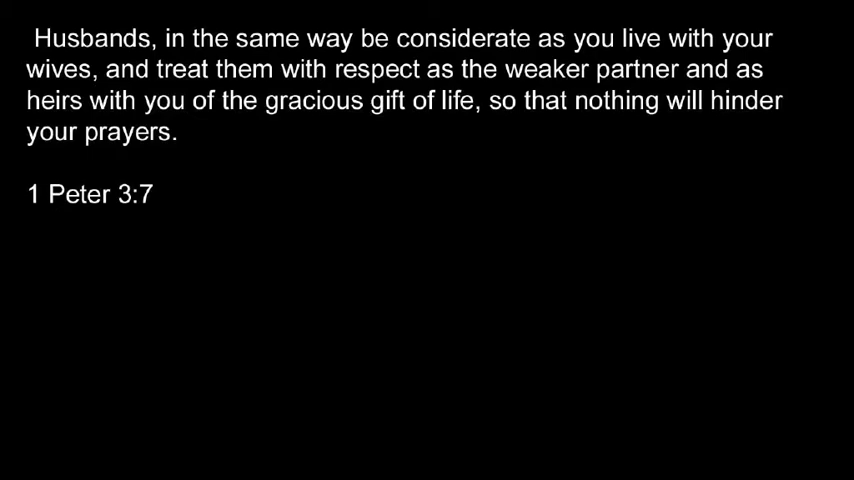 Husbands, in the same way be considerate as you live with your
wives, and treat them with respect as the weaker partner and as
heirs with you of the gracious gift of life, so that nothing will hinder
your prayers.
1 Peter 3:7